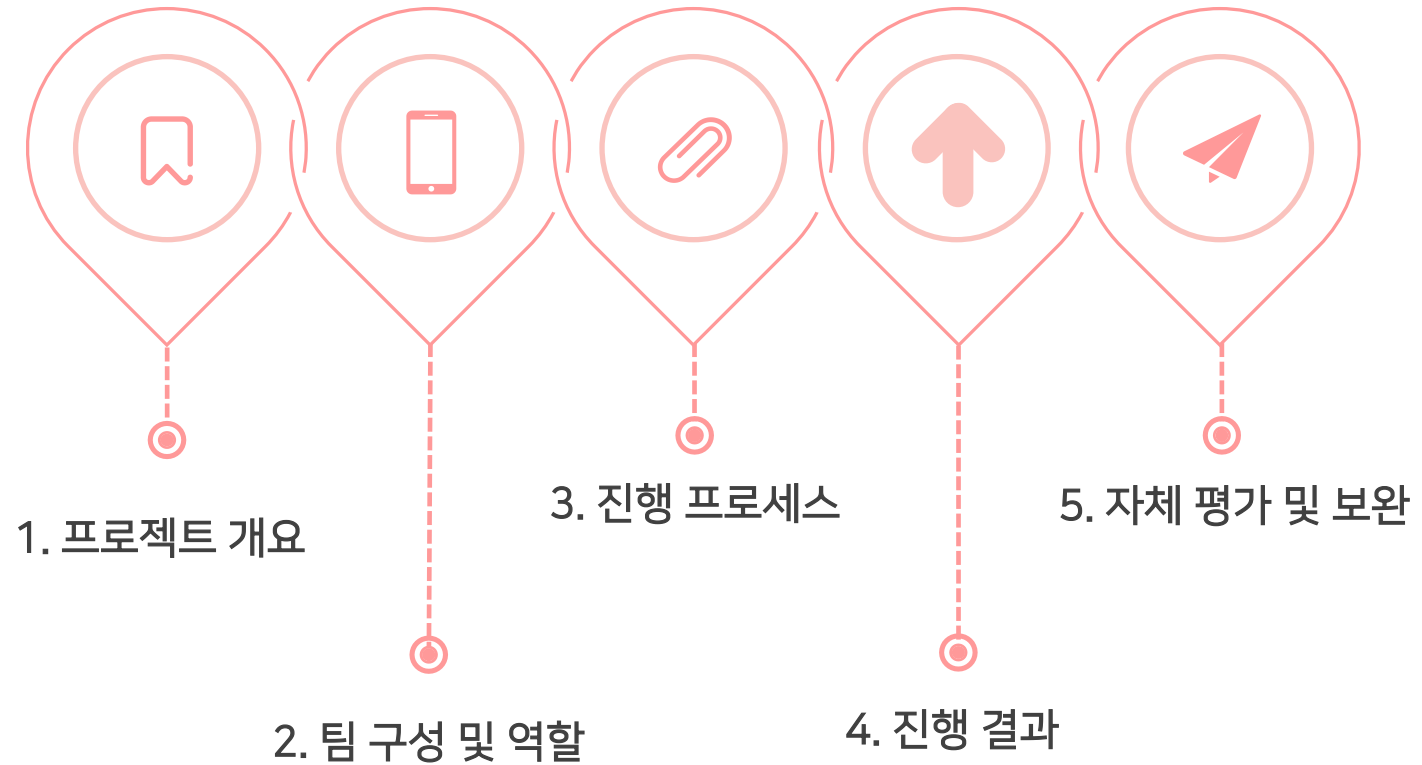 1. 프로젝트 개요
2. 팀 구성 및 역할
3. 진행 프로세스
4. 진행 결과
5. 자체 평가 및 보완